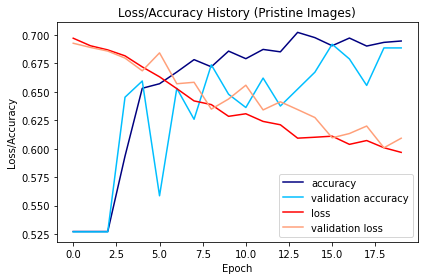 Loss/Accuracy History (Pristine Images)
Loss/Accuracy
0.700
0.675
0.650
0.625
0.600
0.575
0.550
0.525
accuracy
validation accuracy
loss
validation loss
0.0 2.5 5.0 7.5 10.0 12.5 15.0 17.5
Epoch